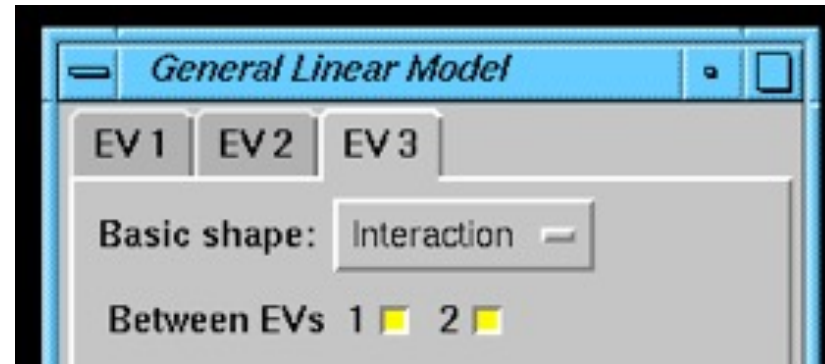 General Linear Model
EV 1 EV 2 EV 3
Basic shape: Interaction
Between EVs 1 2